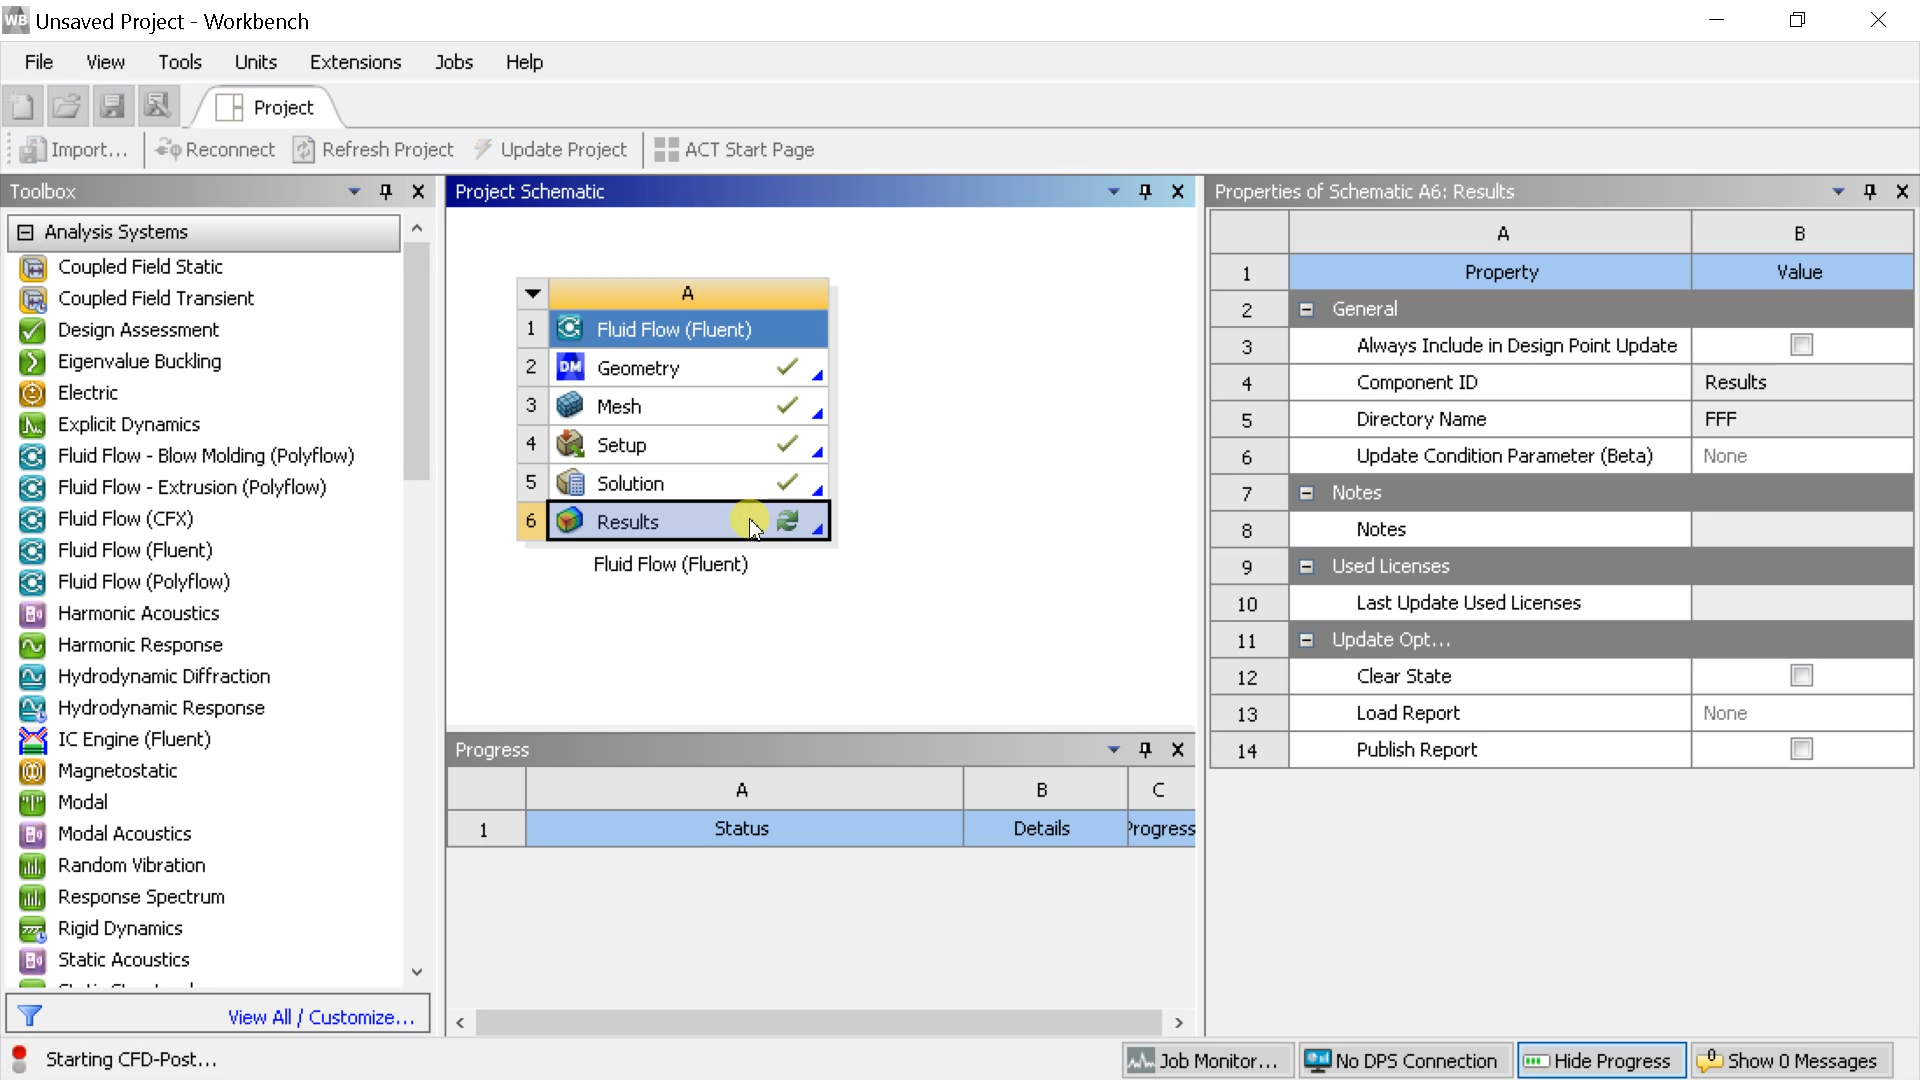 WB Unsaved Project - Workbench
File View Tools Units Extensions Jobs Help
Project
Import... Reconnect Refresh Project Update Project ACT Start Page
Toolbox
Analysis Systems
Coupled Field Static
Coupled Field Transient
Design Assessment
Eigenvalue Buckling
Electric
Explicit Dynamics
Fluid Flow - Blow Molding (Polyflow)
Fluid Flow - Extrusion (Polyflow)
Fluid Flow (CFX)
Fluid Flow (Fluent)
Fluid Flow (Polyflow)
Harmonic Acoustics
Harmonic Response
Hydrodynamic Diffraction
Hydrodynamic Response
IC Engine (Fluent)
Magnetostatic
Modal
Modal Acoustics
Random Vibration
Response Spectrum
Rigid Dynamics
Static Acoustics
View All / Customize...
Project Schematic
A
1 Fluid Flow (Fluent)
2 DM Geometry
3 Mesh
4 Setup
5 Solution
6 Results
Fluid Flow (Fluent)
Progress
A B C
1 Status Details Progress
Properties of Schematic A6: Results
A B
1 Property Value
2 General
3 Always Include in Design Point Update
4 Component ID Results
5 Directory Name FFF
6 Update Condition Parameter (Beta) None
7 Notes
8 Notes
9 Used Licenses
10 Last Update Used Licenses
11 Update Opt...
12 Clear State
13 Load Report None
14 Publish Report
Starting CFD-Post... Job Monitor... No DPS Connection Hide Progress 0 Show 0 Messages